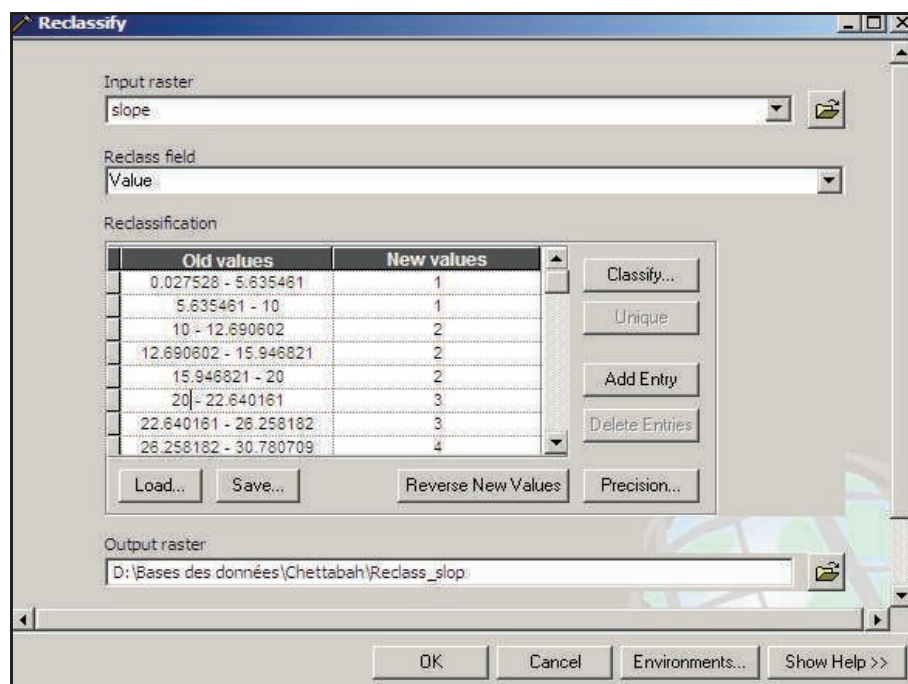 Reclassify
Input raster
slope
Reclass field
Value
Reclassification
Old values New values
0.027528 - 5.635461 1
5.635461 - 10 1
10 - 12.690602 2
12.690602 - 15.946821 2
15.946821 - 20 2
20 - 22.640161 3
22.640161 - 26.258182 3
26.258182 - 30.780709 4
Classify...
Unique
Add Entry
Delete Entries
Load... Save... Reverse New Values Precision...
Output raster
D:\Bases des données\Chettabah\Reclass_slop
OK Cancel Environments... Show Help >>